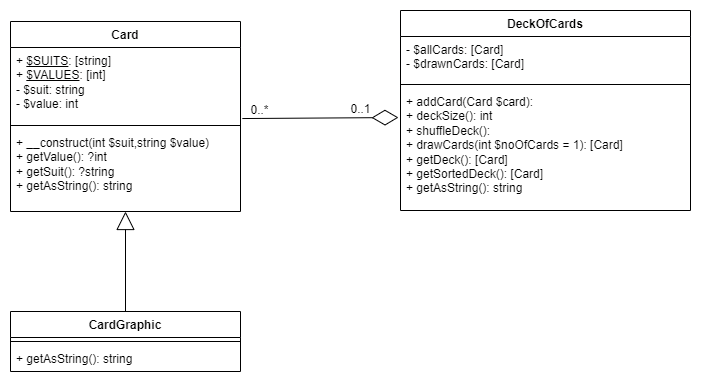 Card
+ $SUITS: [string]
+ $VALUES: [int]
- $suit: string
- $value: int
+ __construct(int $suit,string $value)
+ getValue(): ?int
+ getSuit(): ?string
+ getAsString(): string
0..*
0..1
DeckOfCards
- $allCards: [Card]
- $drawnCards: [Card]
+ addCard(Card $card):
+ deckSize(): int
+ shuffleDeck():
+ drawCards(int $noOfCards = 1): [Card]
+ getDeck(): [Card]
+ getSortedDeck(): [Card]
+ getAsString(): string
CardGraphic
+ getAsString(): string